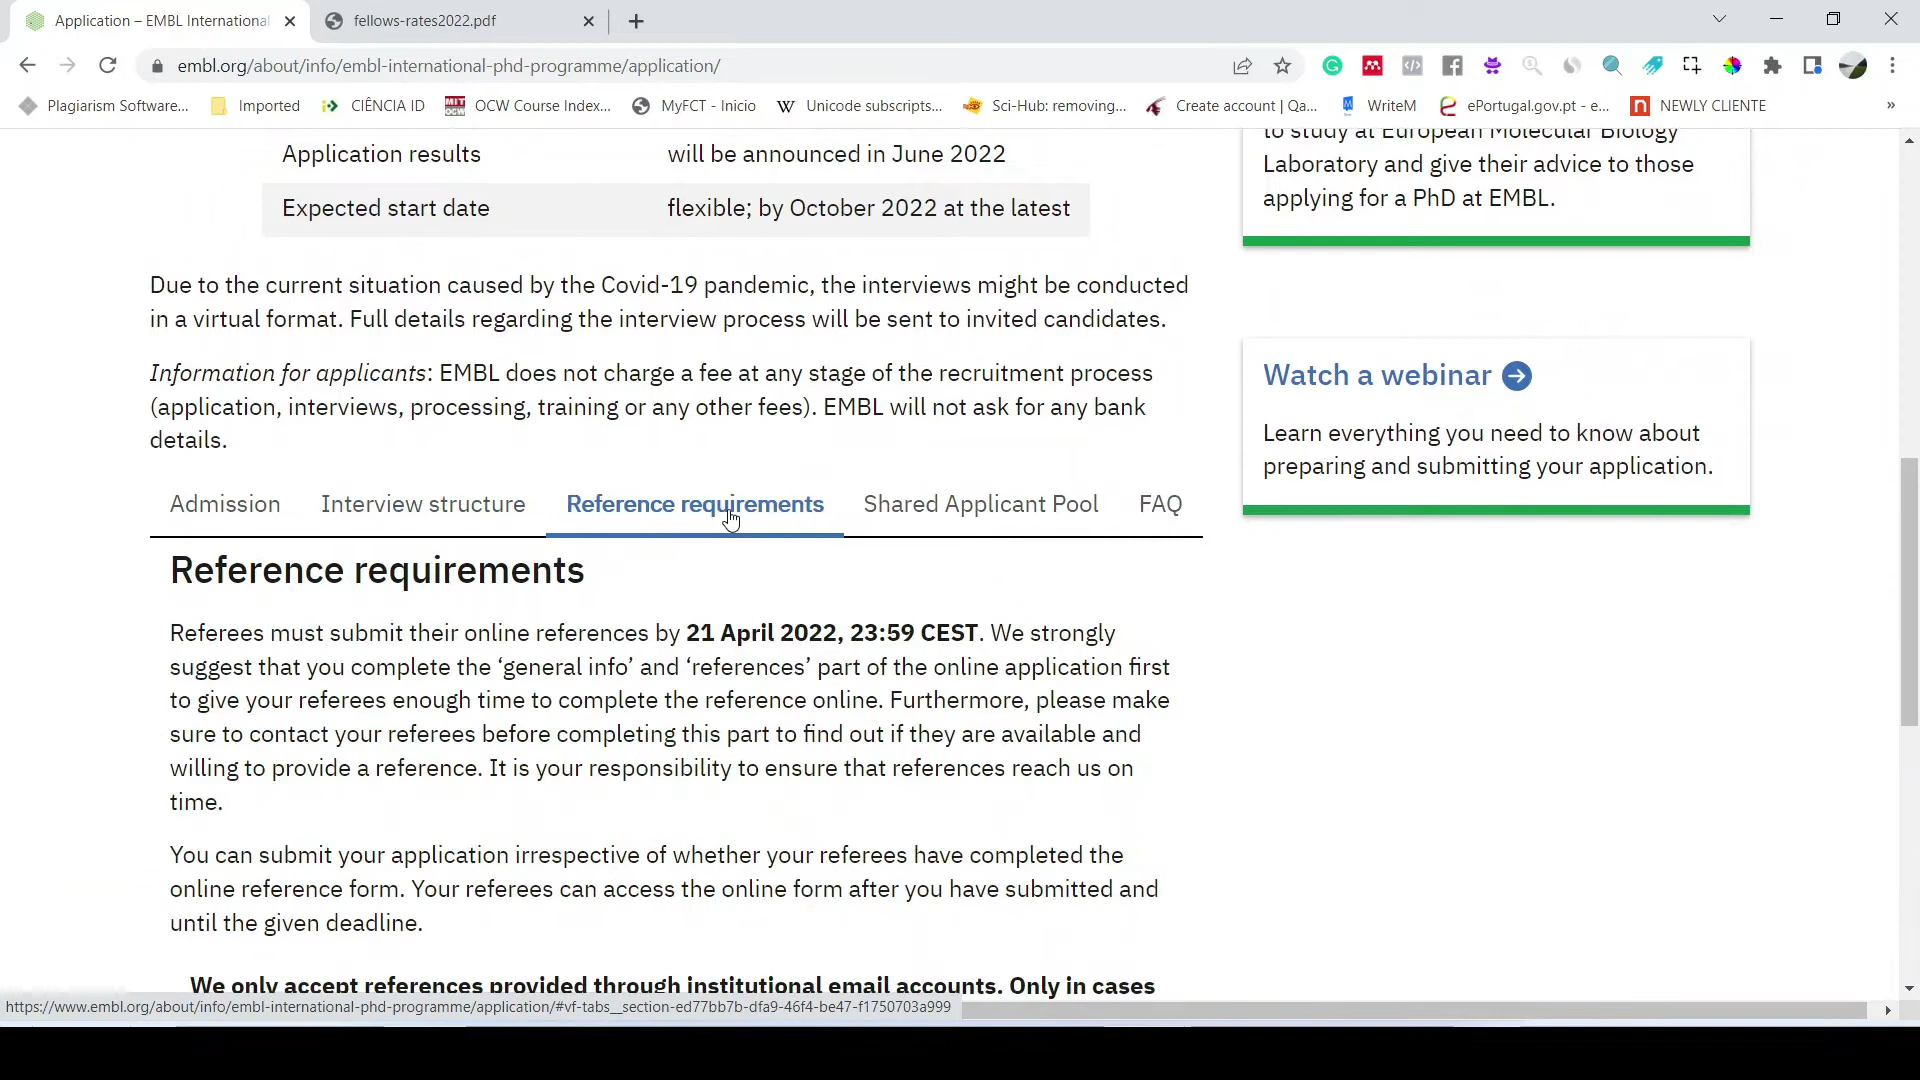 Application – EMBL International
fellows-rates2022.pdf
embl.org/about/info/embl-international-phd-programme/application/
Plagiarism Software...
Imported
CIÊNCIA ID
MIT
OCW Course Index...
MyFCT - Inicio
W
Unicode subscripts...
Sci-Hub: removing...
Create account | Qa...
WriteM
ePortugal.gov.pt - e...
n
NEWLY CLIENTE
»
Application results will be announced in June 2022
Expected start date flexible; by October 2022 at the latest
Due to the current situation caused by the Covid-19 pandemic, the interviews might be conducted
in a virtual format. Full details regarding the interview process will be sent to invited candidates.
Information for applicants: EMBL does not charge a fee at any stage of the recruitment process
(application, interviews, processing, training or any other fees). EMBL will not ask for any bank
details.
Admission Interview structure Reference requirements Shared Applicant Pool FAQ
Reference requirements
Referees must submit their online references by 21 April 2022, 23:59 CEST. We strongly
suggest that you complete the ‘general info’ and ‘references’ part of the online application first
to give your referees enough time to complete the reference online. Furthermore, please make
sure to contact your referees before completing this part to find out if they are available and
willing to provide a reference. It is your responsibility to ensure that references reach us on
time.
You can submit your application irrespective of whether your referees have completed the
online reference form. Your referees can access the online form after you have submitted and
until the given deadline.
We only accept references provided through institutional email accounts. Only in cases
to study at European Molecular Biology
Laboratory and give their advice to those
applying for a PhD at EMBL.
Watch a webinar
Learn everything you need to know about
preparing and submitting your application.
https://www.embl.org/about/info/embl-international-phd-programme/application/#vf-tabs__section-ed77bb7b-dfa9-46f4-be47-f1750703a999